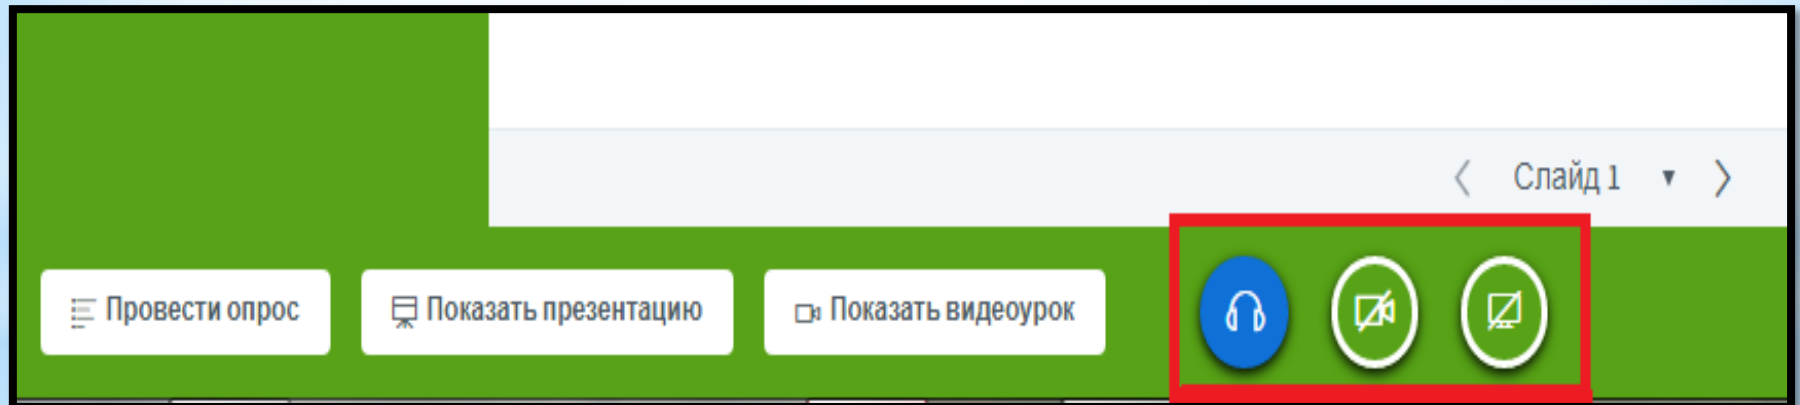 Слайд 1
Провести опрос
Показать презентацию
Показать видеоурок